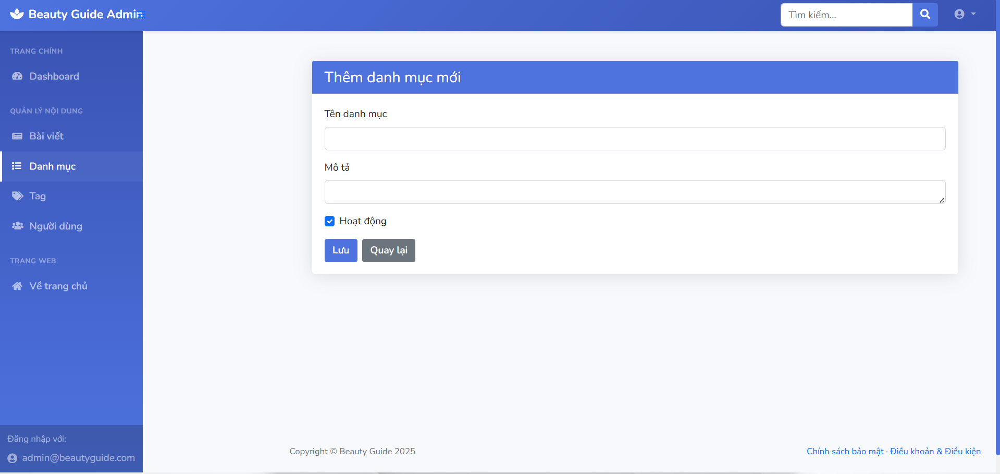 Beauty Guide Admin
Tìm kiếm...
TRANG CHÍNH
Dashboard
QUẢN LÝ NỘI DUNG
Bài viết
Danh mục
Tag
Người dùng
TRANG WEB
Về trang chủ
Đăng nhập với:
admin@beautyguide.com
Thêm danh mục mới
Tên danh mục
Mô tả
Hoạt động
Lưu Quay lại
Copyright © Beauty Guide 2025
Chính sách bảo mật · Điều khoản & Điều kiện